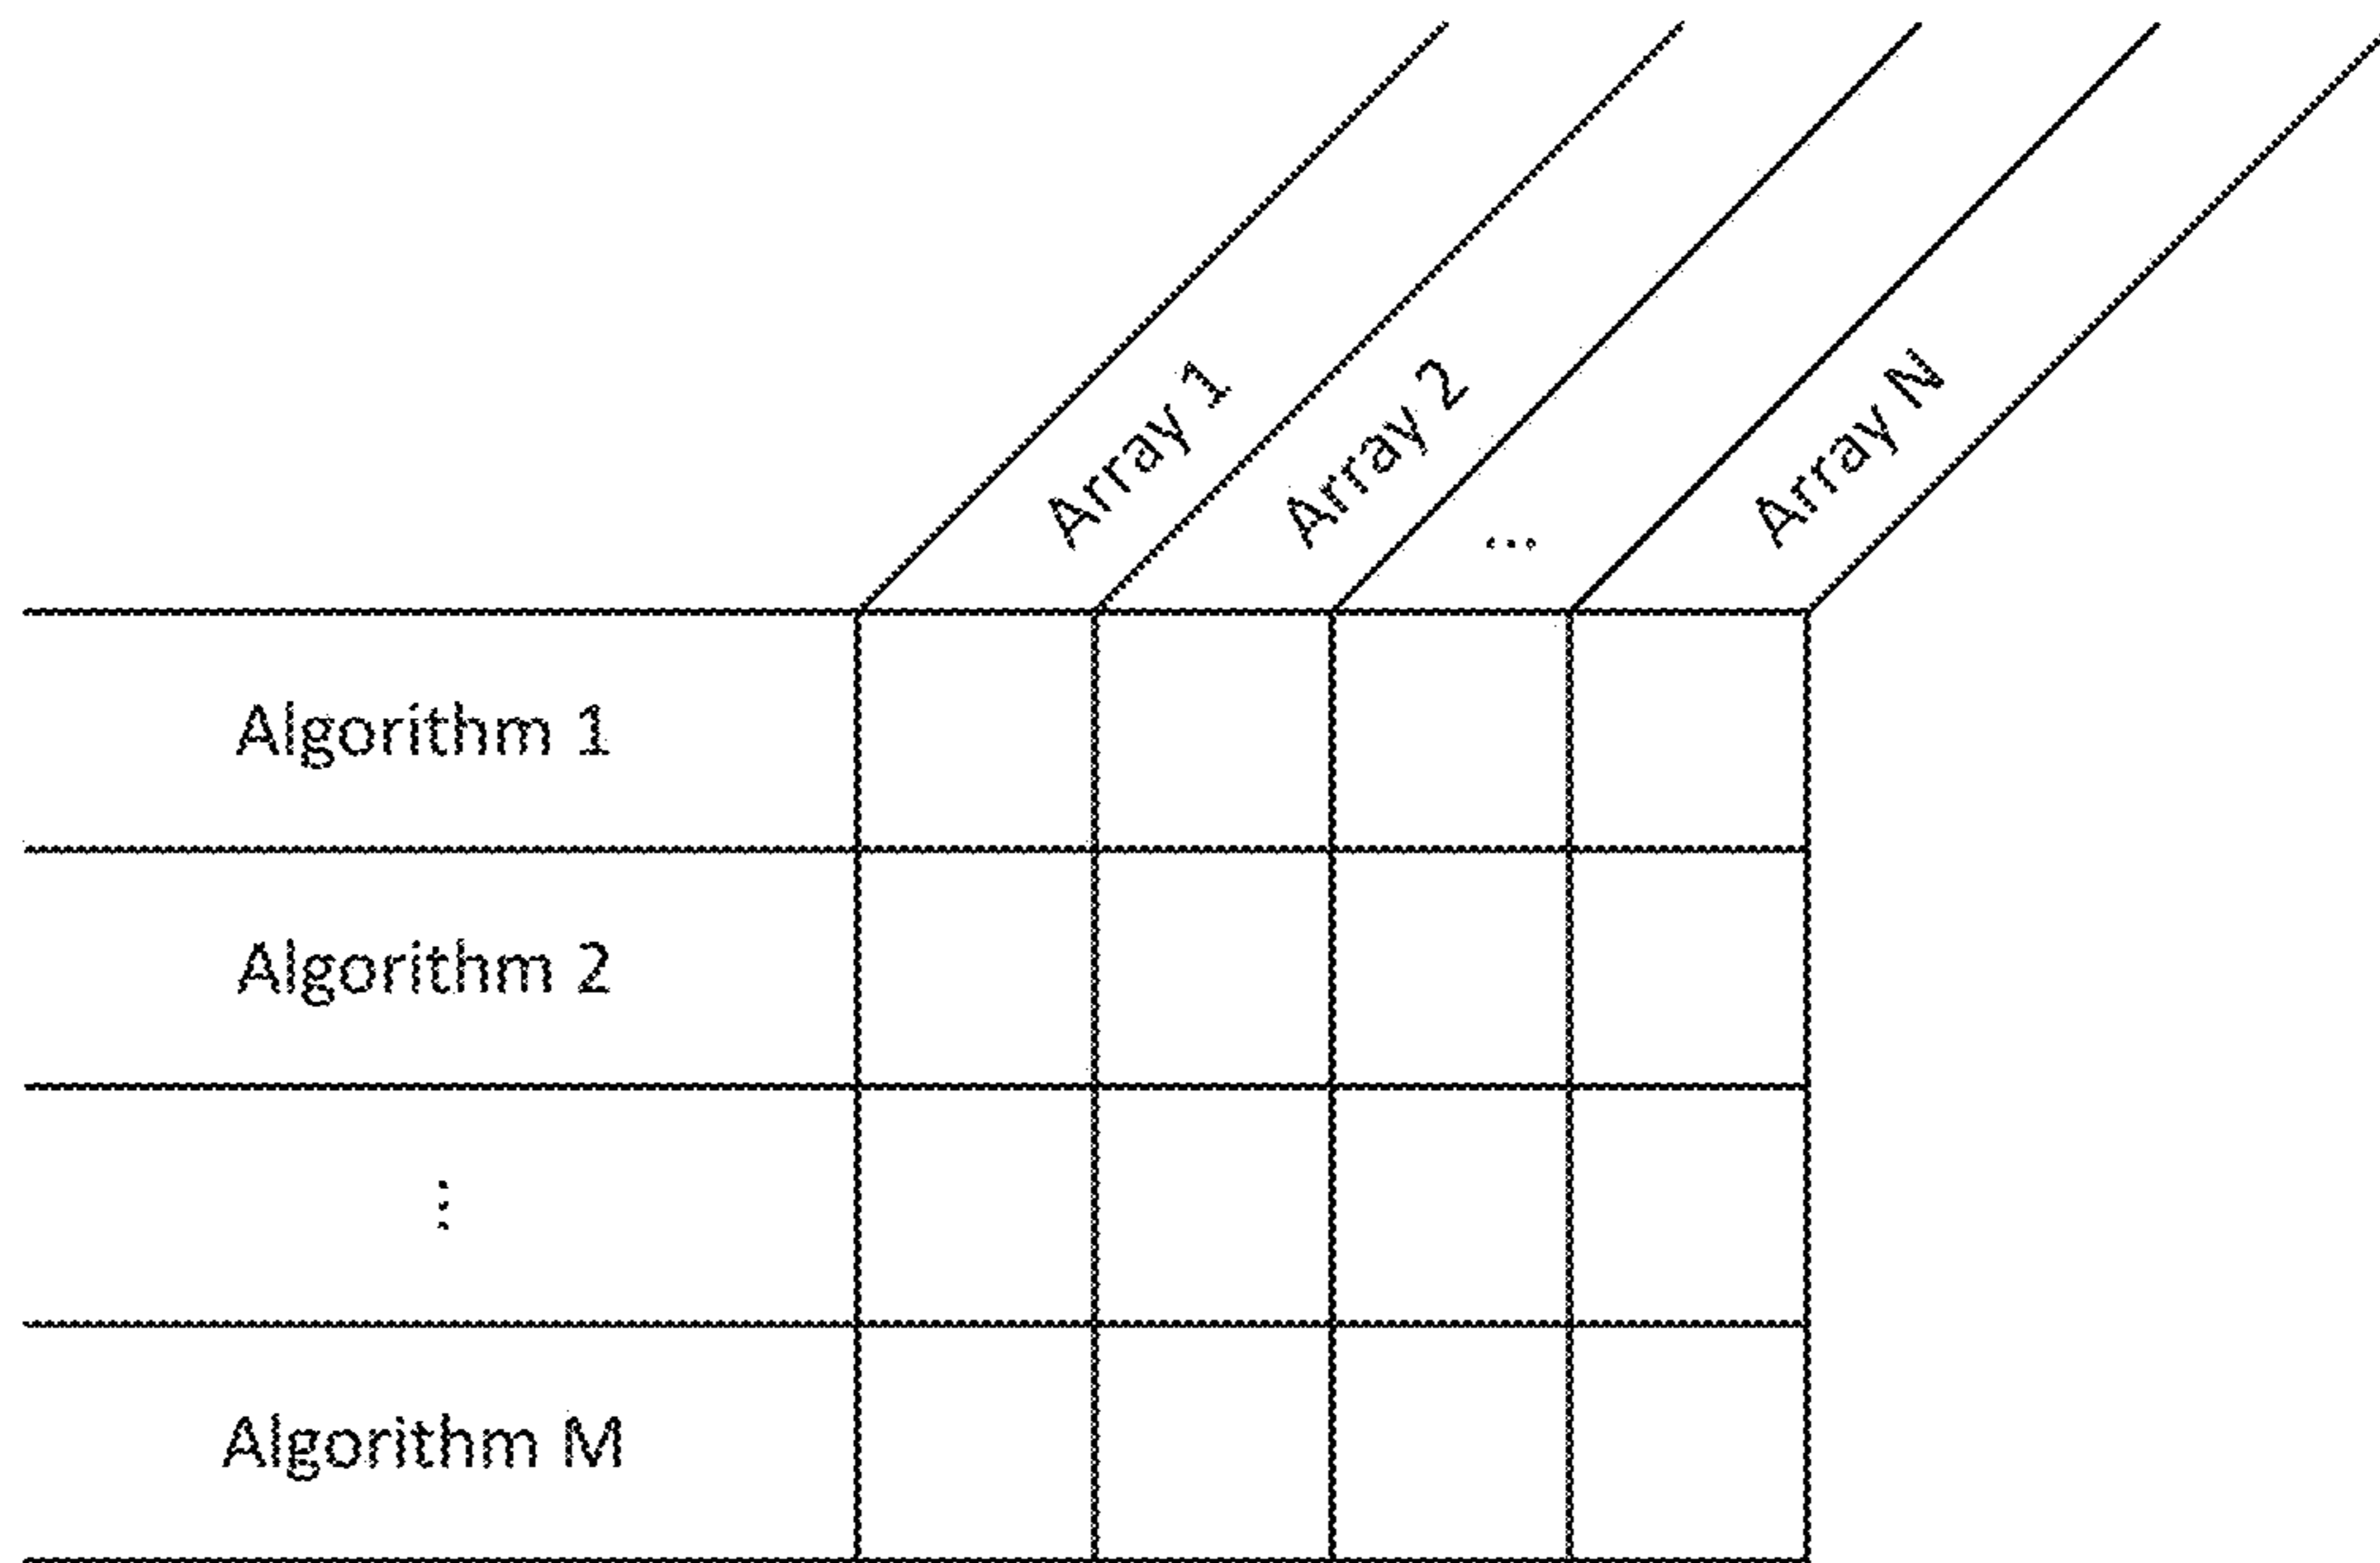 Array 1
Array 2
...
Array N
Algorithm 1
Algorithm 2
⋮
Algorithm M